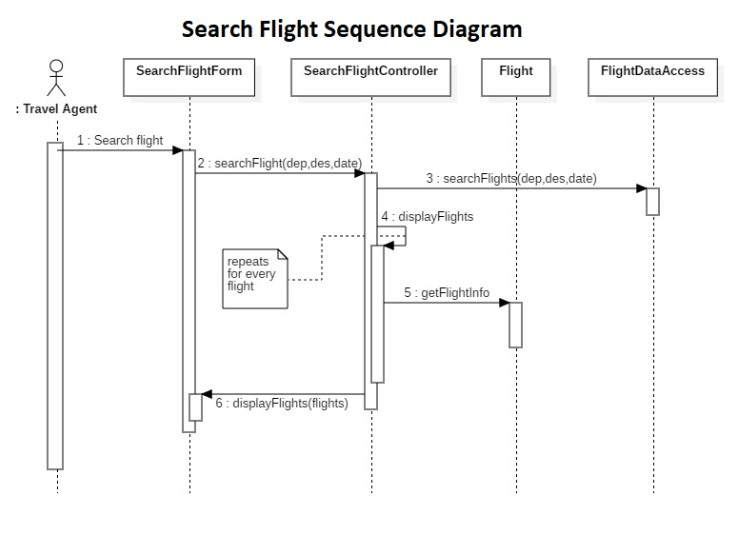 Search Flight Sequence Diagram
SearchFlightForm
SearchFlightController
Flight
FlightDataAccess
: Travel Agent
1 : Search flight
2 : searchFlight(dep,des,date)
3 : searchFlights(dep,des,date)
4 : displayFlights
repeats
for every
flight
5 : getFlightInfo
6 : displayFlights(flights)